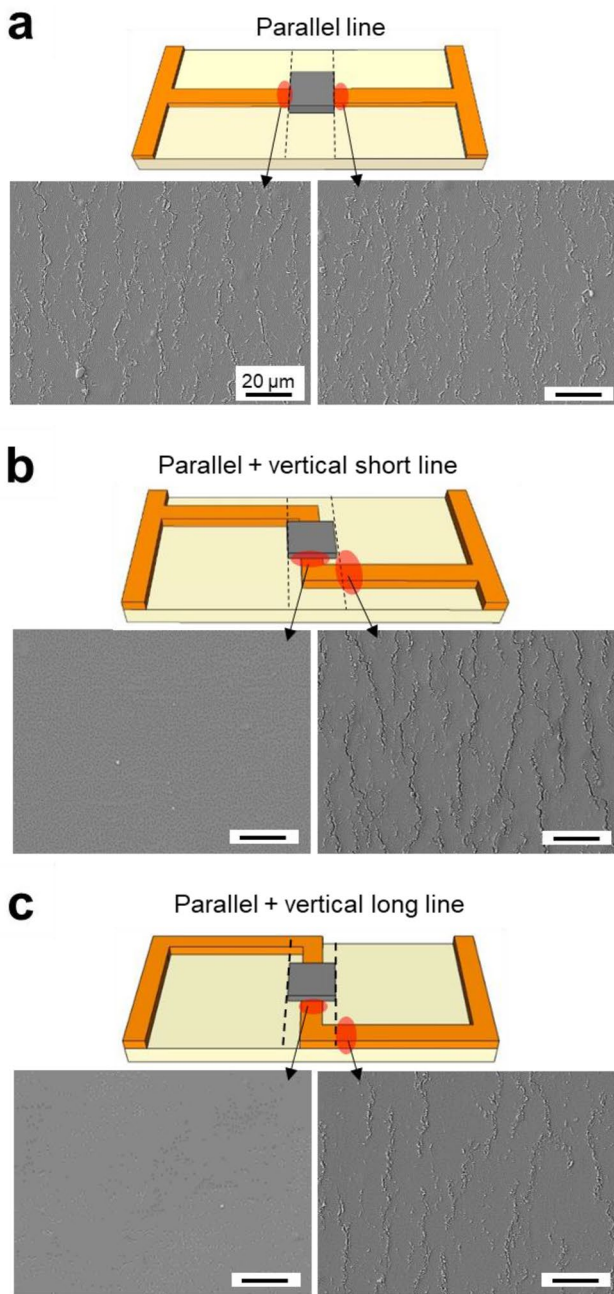 a
Parallel line
20 µm
b
Parallel + vertical short line
c
Parallel + vertical long line